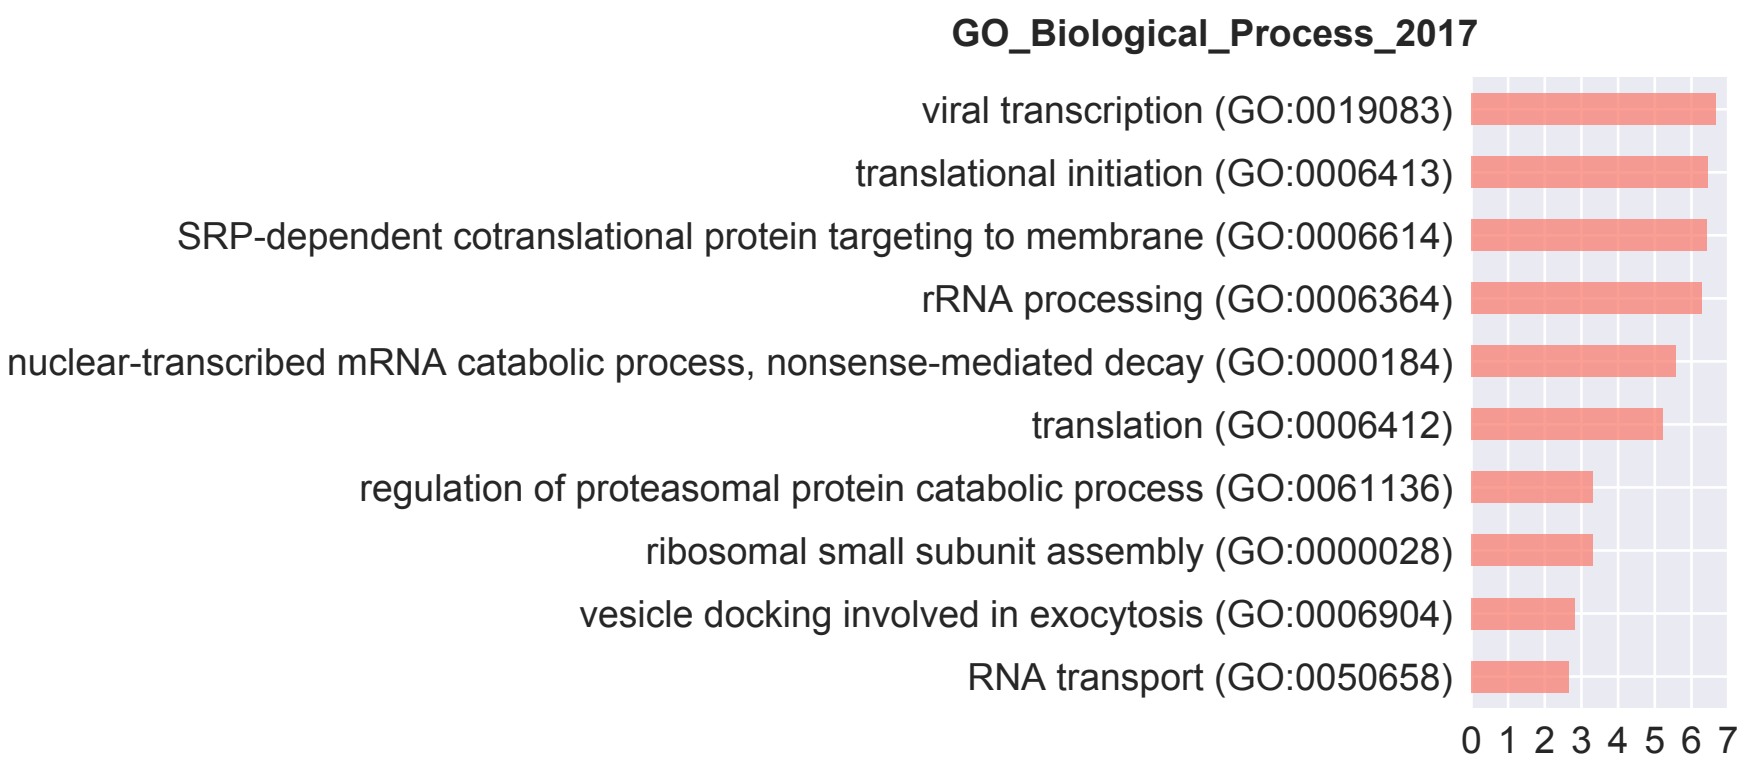 GO_Biological_Process_2017
viral transcription (GO:0019083)
translational initiation (GO:0006413)
SRP-dependent cotranslational protein targeting to membrane (GO:0006614)
rRNA processing (GO:0006364)
nuclear-transcribed mRNA catabolic process, nonsense-mediated decay (GO:0000184)
translation (GO:0006412)
regulation of proteasomal protein catabolic process (GO:0061136)
ribosomal small subunit assembly (GO:0000028)
vesicle docking involved in exocytosis (GO:0006904)
RNA transport (GO:0050658)
0 1 2 3 4 5 6 7